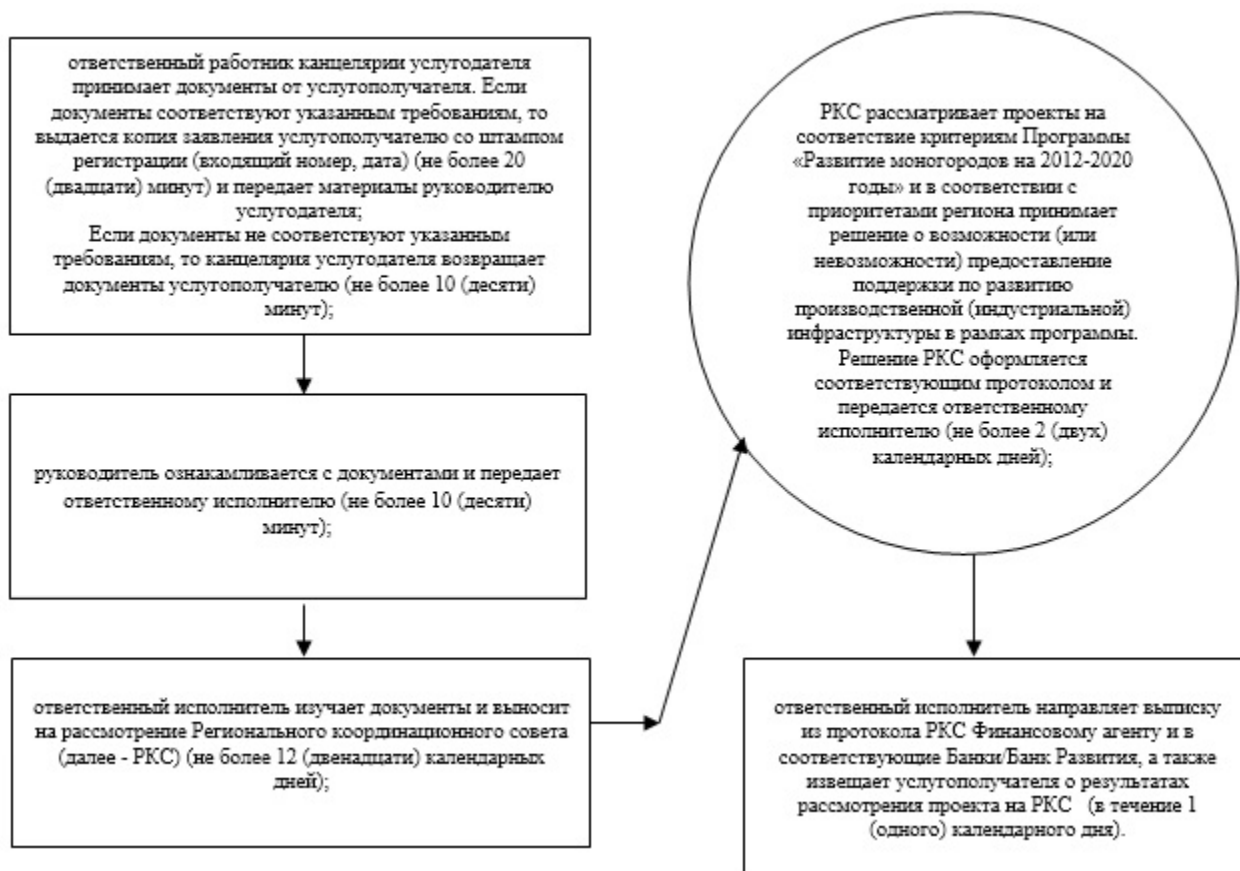 ответственный работник канцелярии услугодателя
принимает документы от услугополучателя. Если
документы соответствуют указанным требованиям, то
выдается копия заявления услугополучателю со штампом
регистрации (входящий номер, дата) (не более 20
(двадцати) минут) и передает материалы руководителю
услугодателя;
Если документы не соответствуют указанным
требованиям, то канцелярия услугодателя возвращает
документы услугополучателю (не более 10 (десяти)
минут);
руководитель ознакамливается с документами и передает
ответственному исполнителю (не более 10 (десяти)
минут);
ответственный исполнитель изучает документы и выносит
на рассмотрение Регионального координационного совета
(далее - РКС) (не более 12 (двенадцати) календарных
дней);
РКС рассматривает проекты на
соответствие критериям Программы
«Развитие моногородов на 2012-2020
годы» и в соответствии с
приоритетами региона принимает
решение о возможности (или
невозможности) предоставление
поддержки по развитию
производственной (индустриальной)
инфраструктуры в рамках программы.
Решение РКС оформляется
соответствующим протоколом и
передается ответственному
исполнителю (не более 2 (двух)
календарных дней);
ответственный исполнитель направляет выписку
из протокола РКС Финансовому агенту и в
соответствующие Банки/Банк Развития, а также
извещает услугополучателя о результатах
рассмотрения проекта на РКС (в течение 1
(одного) календарного дня).